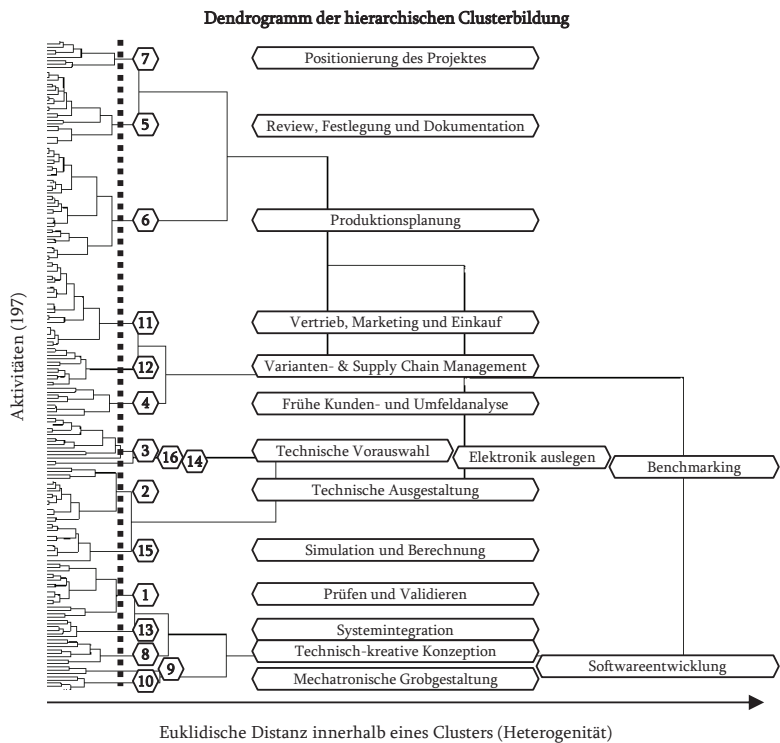 Dendrogramm der hierarchischen Clusterbildung
7
Positionierung des Projektes
5
Review, Festlegung und Dokumentation
6
Produktionsplanung
11
Vertrieb, Marketing und Einkauf
12
Varianten- & Supply Chain Management
4
Frühe Kunden- und Umfeldanalyse
3
16
14
Technische Vorauswahl
Elektronik auslegen
Benchmarking
2
Technische Ausgestaltung
15
Simulation und Berechnung
1
Prüfen und Validieren
13
Systemintegration
8
Technisch-kreative Konzeption
9
Softwareentwicklung
10
Mechatronische Grobgestaltung
Aktivitäten (197)
Euklidische Distanz innerhalb eines Clusters (Heterogenität)